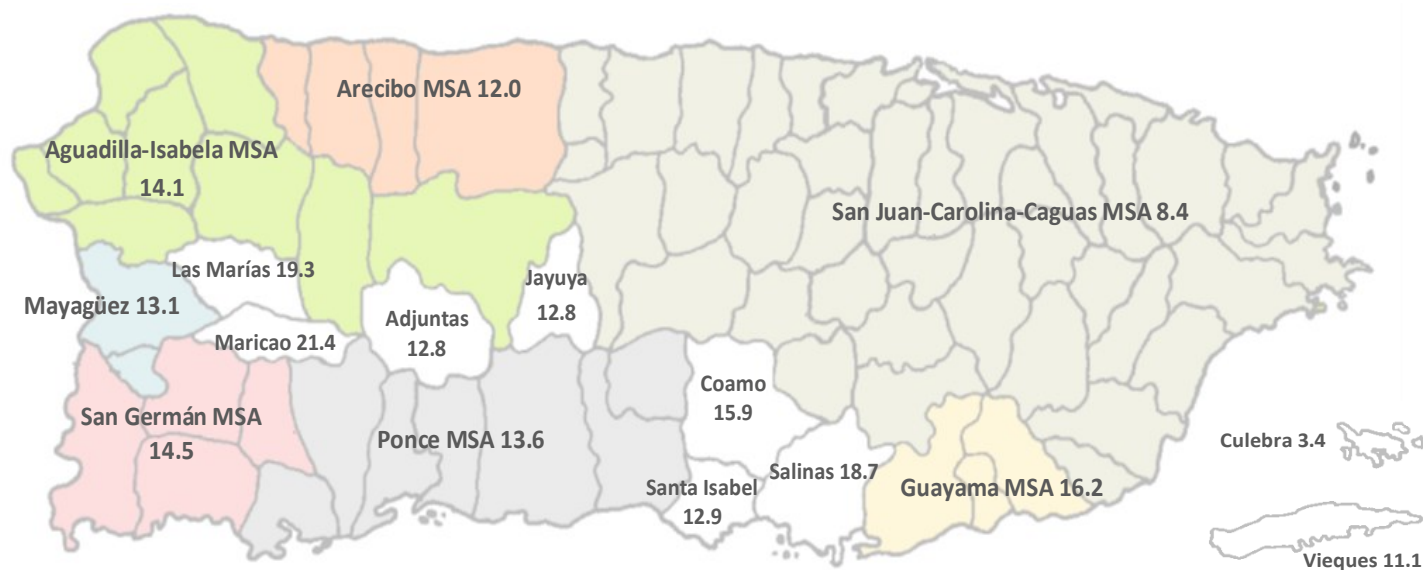 Arecibo MSA 12.0
Aguadilla-Isabela MSA
14.1
San Juan-Carolina-Caguas MSA 8.4
Las Marías 19.3
Jayuya
12.8
Mayagüez 13.1
Adjuntas
12.8
Maricao 21.4
Coamo
15.9
San Germán MSA
14.5
Ponce MSA 13.6
Culebra 3.4
Salinas 18.7
Santa Isabel
12.9
Guayama MSA 16.2
Vieques 11.1